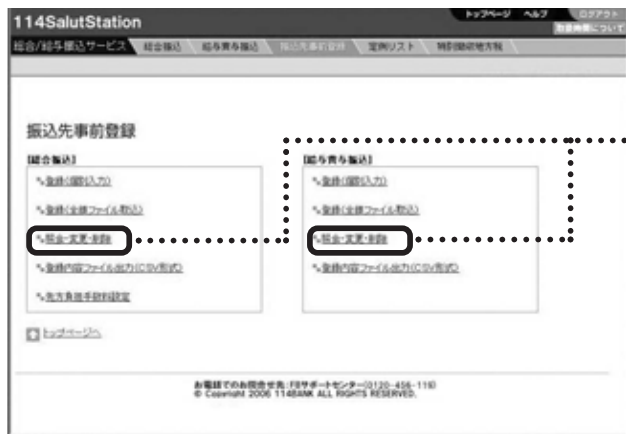 114SalutStation
トップページ ヘルプ ログアウト
総合/給与振込サービス 総合振込 給与賞与振込 振込先事前登録 定例リスト 特別徴収地方税
振込先事前登録
【総合振込】
登録(個別入力)
登録(全銀ファイル取込)
照会・変更・削除
登録内容ファイル出力(CSV形式)
先方負担手数料設定
【給与賞与振込】
登録(個別入力)
登録(全銀ファイル取込)
照会・変更・削除
登録内容ファイル出力(CSV形式)
トップページへ
お電話でのお問合せ先:FBサポートセンター(0120-456-116)
© Copyright 2006 114BANK ALL RIGHTS RESERVED.